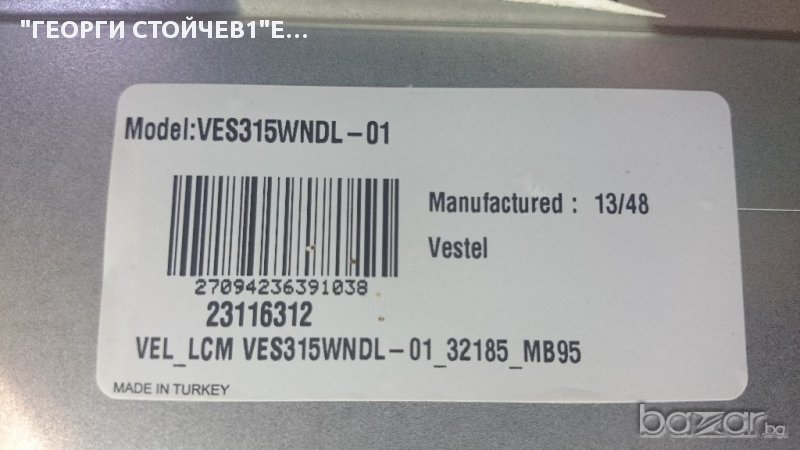 "ГЕОРГИ СТОЙЧЕВ1"Е...
Model:VES315WNDL-01
Manufactured : 13/48
Vestel
27094236391038
23116312
VEL_LCM VES315WNDL-01_32185_MB95
MADE IN TURKEY
bazar.bg